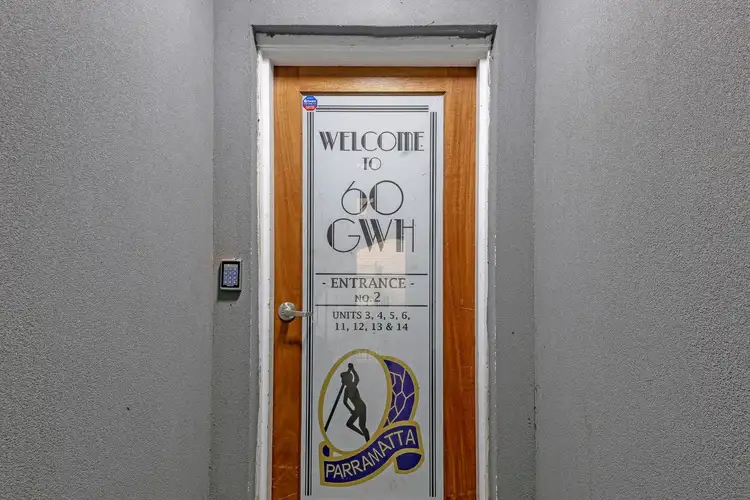 WELCOME
TO
60
GWH
- ENTRANCE -
NO. 2
UNITS 3, 4, 5, 6,
11, 12, 13 & 14
PARRAMATTA